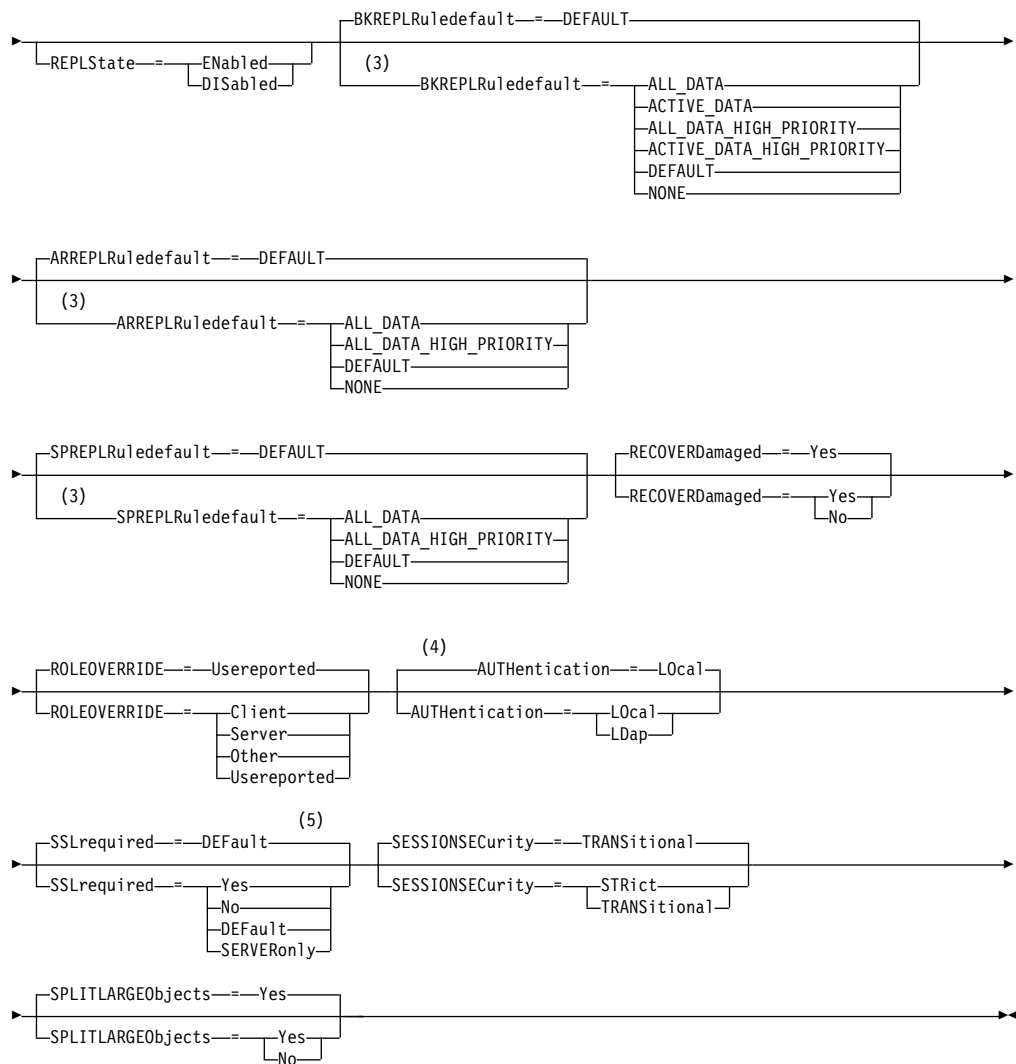 BKREPLRuledefault = DEFAULT
REPLState = ENabled
DISabled
(3)
BKREPLRuledefault = ALL_DATA
ACTIVE_DATA
ALL_DATA_HIGH_PRIORITY
ACTIVE_DATA_HIGH_PRIORITY
DEFAULT
NONE
ARREPLRuledefault = DEFAULT
(3)
ARREPLRuledefault = ALL_DATA
ALL_DATA_HIGH_PRIORITY
DEFAULT
NONE
SPREPLRuledefault = DEFAULT
(3)
SPREPLRuledefault = ALL_DATA
ALL_DATA_HIGH_PRIORITY
DEFAULT
NONE
RECOVERDamaged = Yes
RECOVERDamaged = Yes
No
ROLEOVERRIDE = Usereported
ROLEOVERRIDE = Client
Server
Other
Usereported
(4)
AUTHentication = LOcal
AUTHentication = LOcal
LDap
(5)
SSLrequired = DEFault
SSLrequired = Yes
No
DEFault
SERVERonly
SESSIONSECurity = TRANSitional
SESSIONSECurity = STRict
TRANSitional
SPLITLARGEObjects = Yes
SPLITLARGEObjects = Yes
No